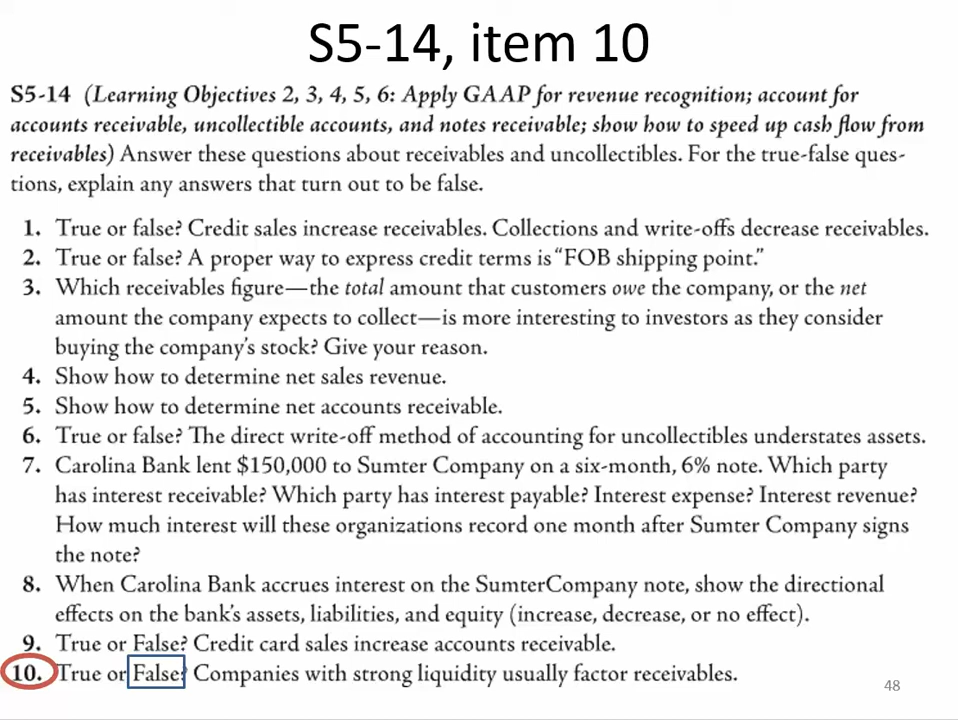 S5-14, item 10
S5-14 (Learning Objectives 2, 3, 4, 5, 6: Apply GAAP for revenue recognition; account for
accounts receivable, uncollectible accounts, and notes receivable; show how to speed up cash flow from
receivables) Answer these questions about receivables and uncollectibles. For the true-false ques-
tions, explain any answers that turn out to be false.
1. True or false? Credit sales increase receivables. Collections and write-offs decrease receivables.
2. True or false? A proper way to express credit terms is “FOB shipping point.”
3. Which receivables figure—the total amount that customers owe the company, or the net
amount the company expects to collect—is more interesting to investors as they consider
buying the company’s stock? Give your reason.
4. Show how to determine net sales revenue.
5. Show how to determine net accounts receivable.
6. True or false? The direct write-off method of accounting for uncollectibles understates assets.
7. Carolina Bank lent $150,000 to Sumter Company on a six-month, 6% note. Which party
has interest receivable? Which party has interest payable? Interest expense? Interest revenue?
How much interest will these organizations record one month after Sumter Company signs
the note?
8. When Carolina Bank accrues interest on the SumterCompany note, show the directional
effects on the bank’s assets, liabilities, and equity (increase, decrease, or no effect).
9. True or False? Credit card sales increase accounts receivable.
10. True or False? Companies with strong liquidity usually factor receivables.
48